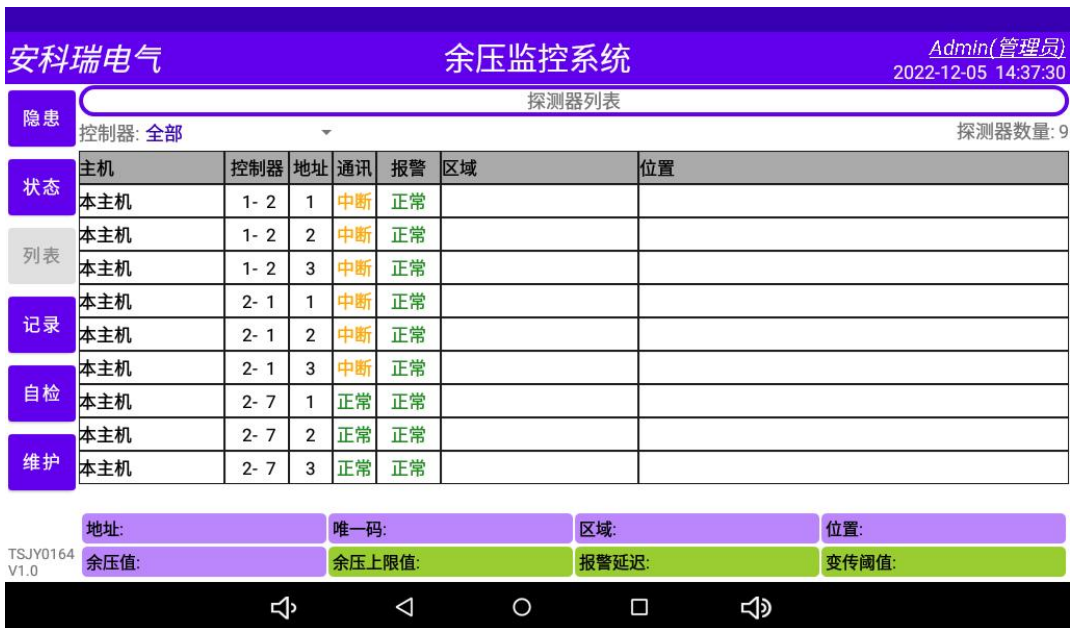 安科瑞电气 余压监控系统 Admin(管理员)
2022-12-05 14:37:30
隐患 探测器列表
控制器: 全部 探测器数量: 9
主机 控制器 地址 通讯 报警 区域 位置
状态
本主机 1- 2 1 中断 正常
本主机 1- 2 2 中断 正常
列表
本主机 1- 2 3 中断 正常
本主机 2- 1 1 中断 正常
记录
本主机 2- 1 2 中断 正常
本主机 2- 1 3 中断 正常
自检
本主机 2- 7 1 正常 正常
本主机 2- 7 2 正常 正常
维护
本主机 2- 7 3 正常 正常
地址: 唯一码: 区域: 位置:
TSJY0164
V1.0
余压值: 余压上限值: 报警延迟: 变传阈值: